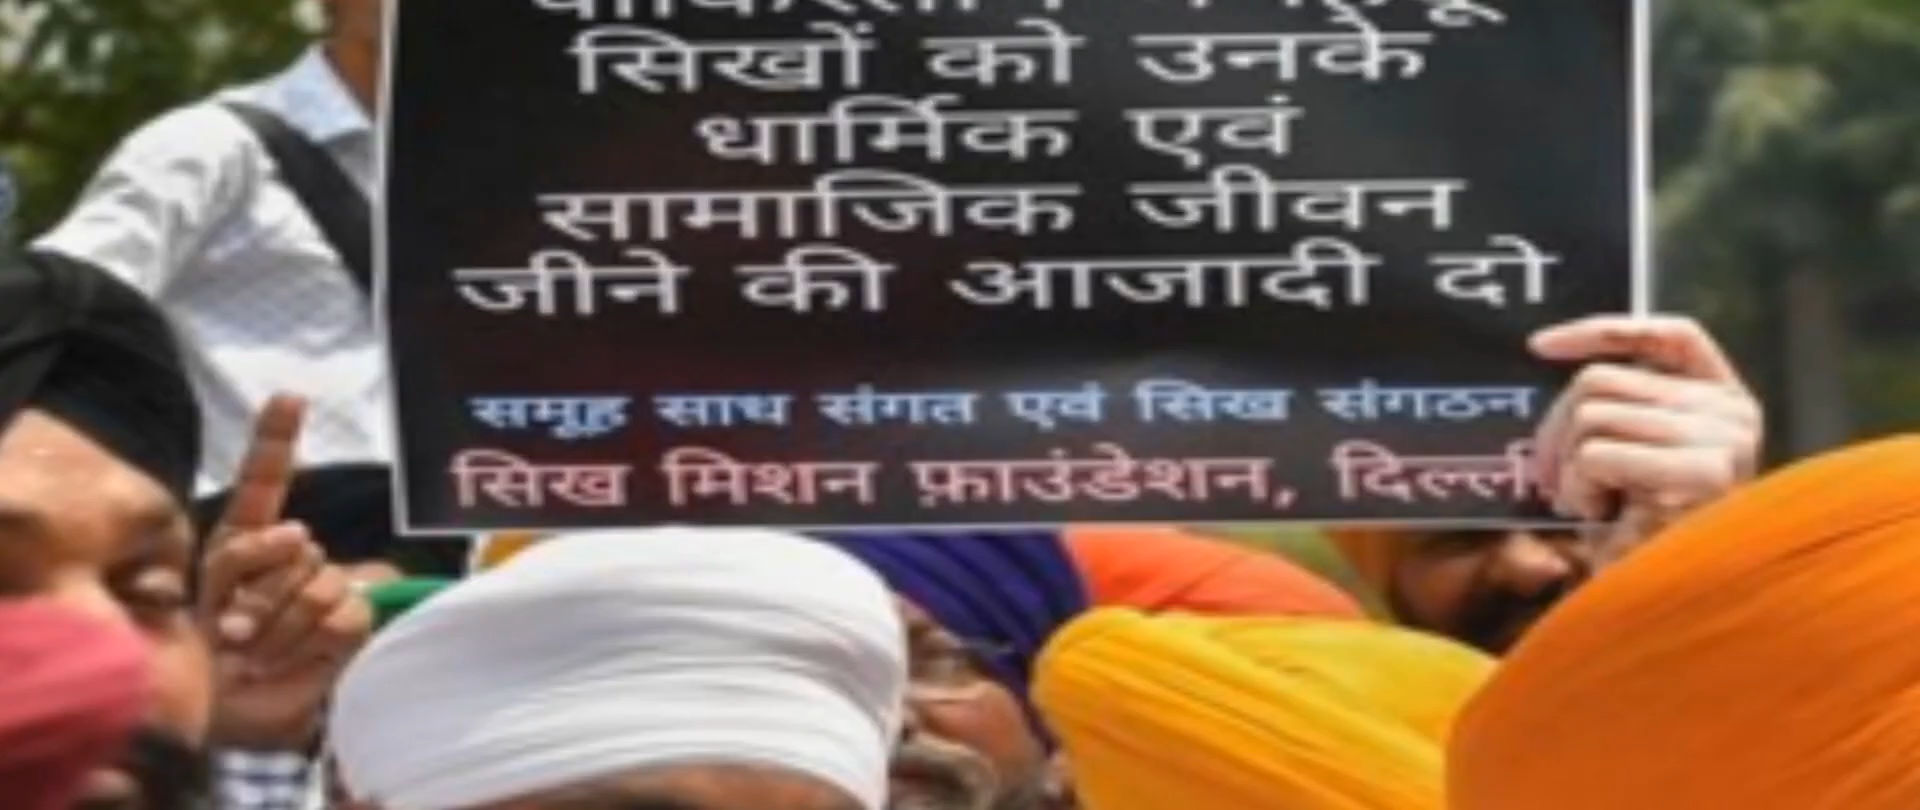 सिखों को उनके
धार्मिक एवं
सामाजिक जीवन
जीने की आजादी दो
समूह साध संगत एवं सिख संगठन
सिख मिशन फ़ाउंडेशन,